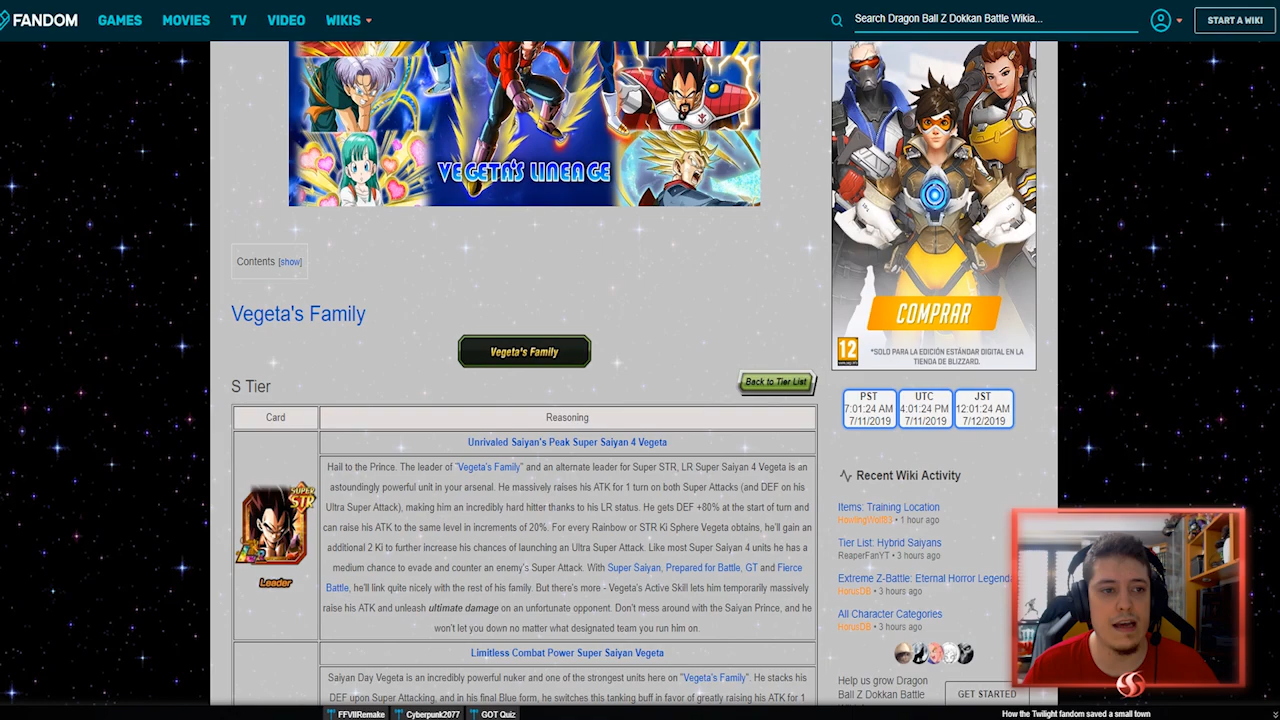 FANDOM GAMES MOVIES TV VIDEO WIKIS Search Dragon Ball Z Dokkan Battle Wikia... START A WIKI
VEGETA'S LINEAGE
Contents [show]
Vegeta's Family
Vegeta's Family
S Tier
Back to Tier List
Card Reasoning
Unrivaled Saiyan's Peak Super Saiyan 4 Vegeta
Hail to the Prince. The leader of "Vegeta's Family" and an alternate leader for Super STR, LR Super Saiyan 4 Vegeta is an
astoundingly powerful unit in your arsenal. He massively raises his ATK for 1 turn on both Super Attacks (and DEF on his
Ultra Super Attack), making him an incredibly hard hitter thanks to his LR status. He gets DEF +80% at the start of turn and
can raise his ATK to the same level in increments of 20%. For every Rainbow or STR Ki Sphere Vegeta obtains, he'll gain an
additional 2 Ki to further increase his chances of launching an Ultra Super Attack. Like most Super Saiyan 4 units he has a
medium chance to evade and counter an enemy's Super Attack. With Super Saiyan, Prepared for Battle, GT and Fierce
Battle, he'll link quite nicely with the rest of his family. But there's more - Vegeta's Active Skill lets him temporarily massively
raise his ATK and unleash ultimate damage on an unfortunate opponent. Don't mess around with the Saiyan Prince, and he
won't let you down no matter what designated team you run him on.
SUPER STR
Leader
Limitless Combat Power Super Saiyan Vegeta
Saiyan Day Vegeta is an incredibly powerful nuker and one of the strongest units here on "Vegeta's Family". He stacks his
DEF upon Super Attacking, and in his final Blue form, he switches this tanking buff in favor of greatly raising his ATK for 1
COMPRAR
12
*SOLO PARA LA EDICIÓN ESTÁNDAR DIGITAL EN LA
TIENDA DE BLIZZARD.
PST UTC JST
7:01:24 AM 4:01:24 PM 12:01:24 AM
7/11/2019 7/11/2019 7/12/2019
Recent Wiki Activity
Items: Training Location
• 1 hour ago
Tier List: Hybrid Saiyans
ReaperFanYT • 3 hours ago
Extreme Z-Battle: Eternal Horror Legend
HorusDB • 3 hours ago
All Character Categories
HorusDB • 3 hours ago
Help us grow Dragon
Ball Z Dokkan Battle
GET STARTED
FFVIIRemake Cyberpunk2077 GOT Quiz How the Twilight fandom saved a small town